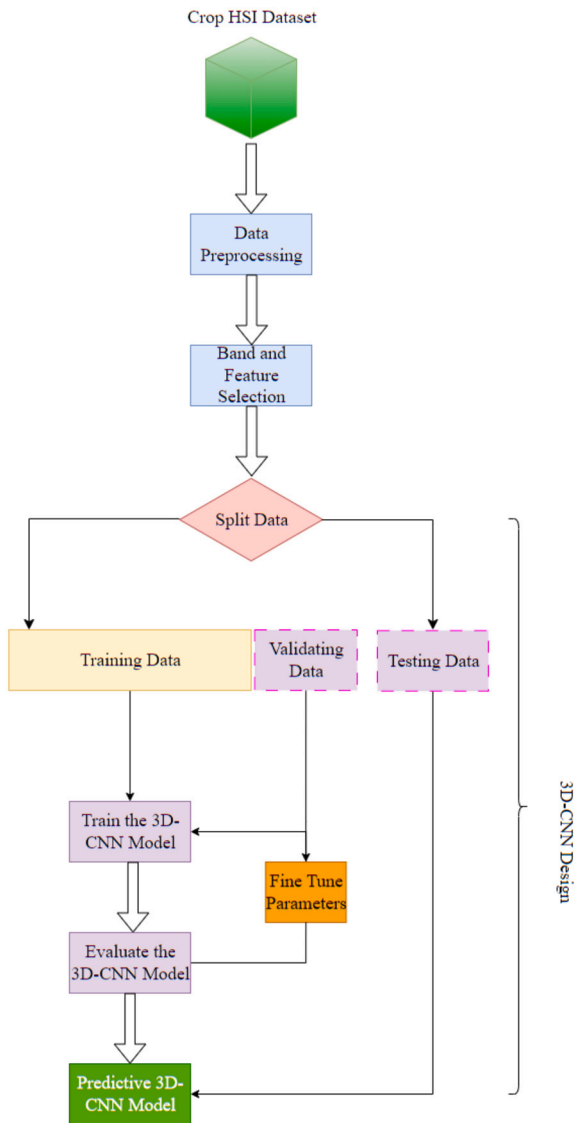 Crop HSI Dataset
Data
Preprocessing
Band and
Feature
Selection
Split Data
Training Data
Validating
Data
Testing Data
Train the 3D-
CNN Model
Fine Tune
Parameters
Evaluate the
3D-CNN Model
Predictive 3D-
CNN Model
3D-CNN Design